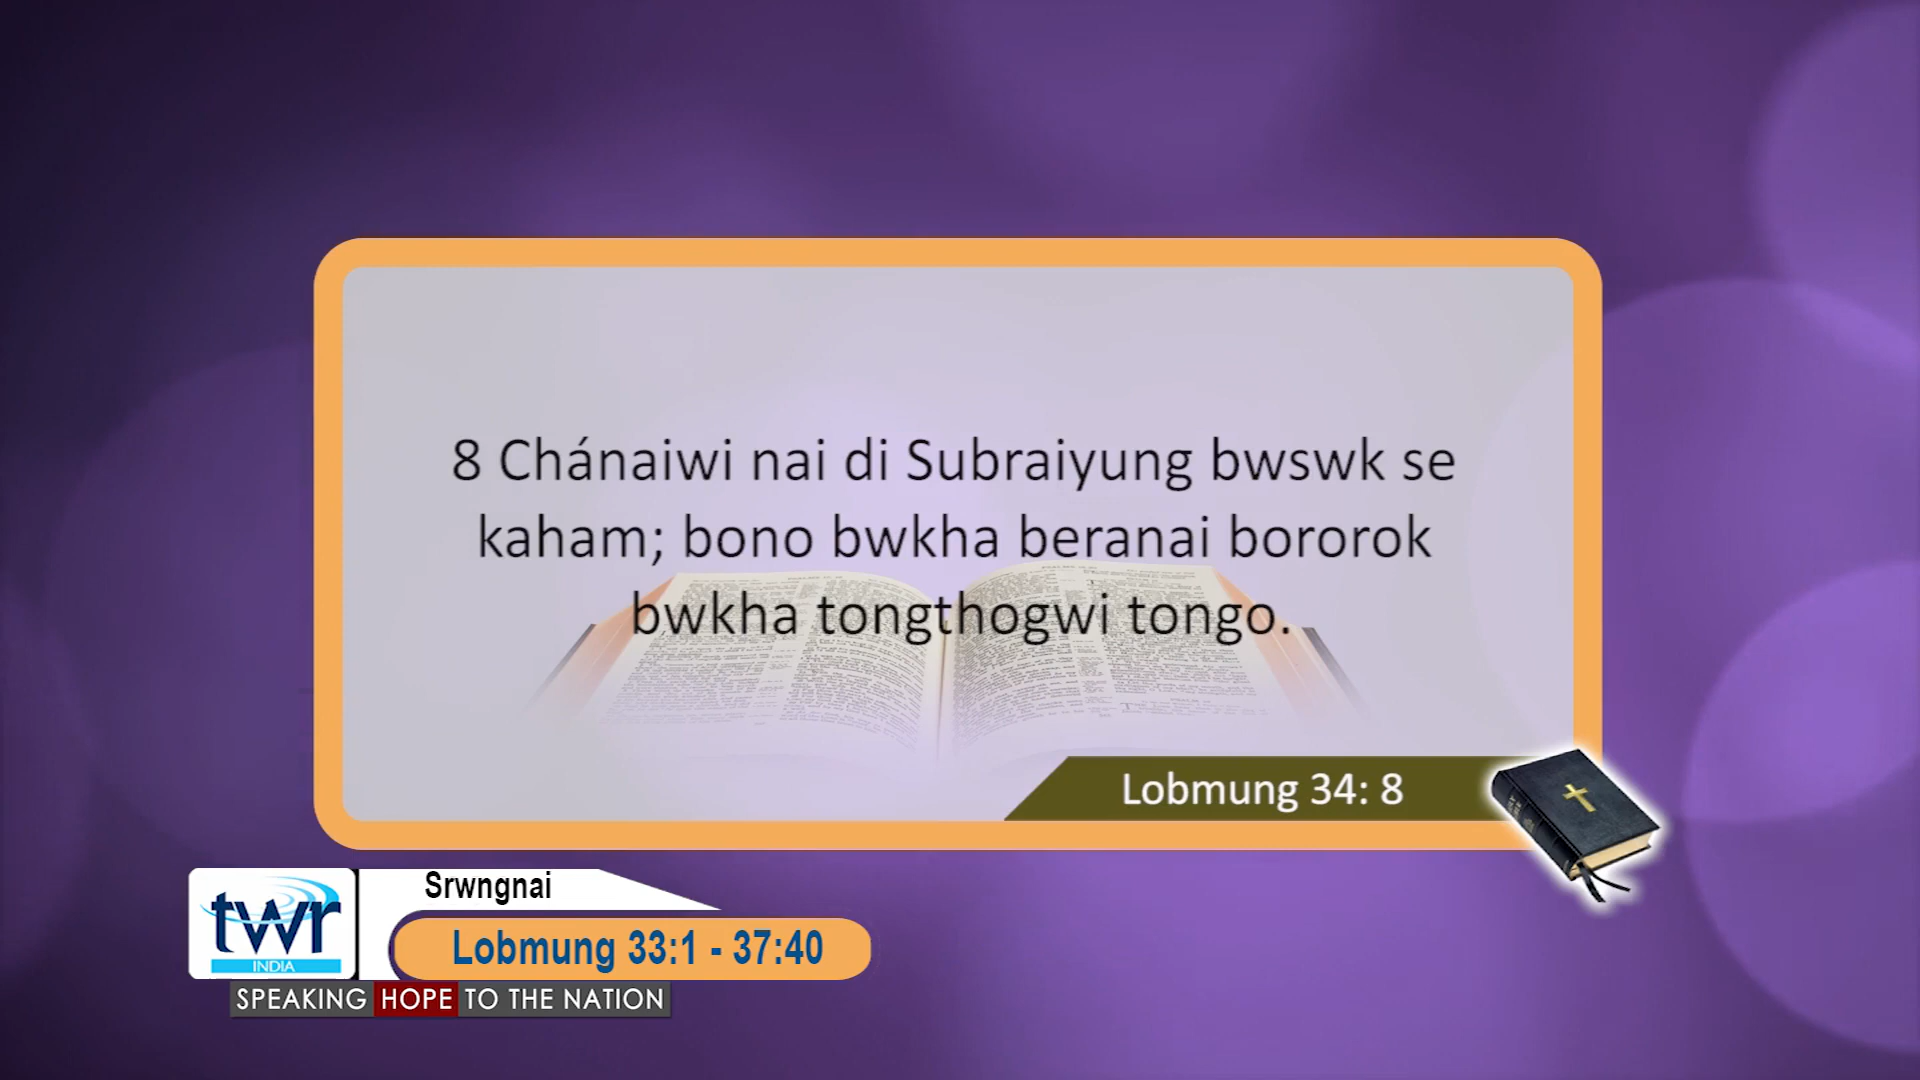 8 Chánaiwi nai di Subraiyung bwswk se
kaham; bono bwkha beranai bororok
bwkha tongthogwi tongo.
Lobmung 34: 8
Srwngnai
twr
INDIA
Lobmung 33:1 - 37:40
SPEAKING HOPE TO THE NATION